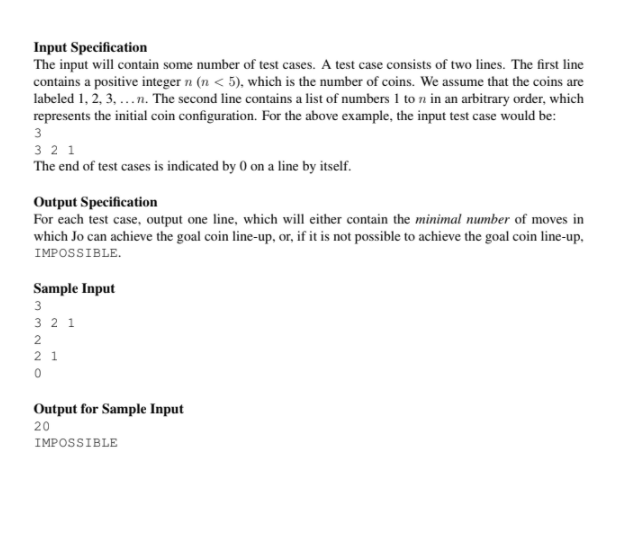 Input Specification
The input will contain some number of test cases. A test case consists of two lines. The first line
contains a positive integer n (n < 5), which is the number of coins. We assume that the coins are
labeled 1, 2, 3, …n. The second line contains a list of numbers 1 to n in an arbitrary order, which
represents the initial coin configuration. For the above example, the input test case would be:
3
3 2 1
The end of test cases is indicated by 0 on a line by itself.
Output Specification
For each test case, output one line, which will either contain the minimal number of moves in
which Jo can achieve the goal coin line-up, or, if it is not possible to achieve the goal coin line-up,
IMPOSSIBLE.
Sample Input
3
3 2 1
2
2 1
0
Output for Sample Input
20
IMPOSSIBLE